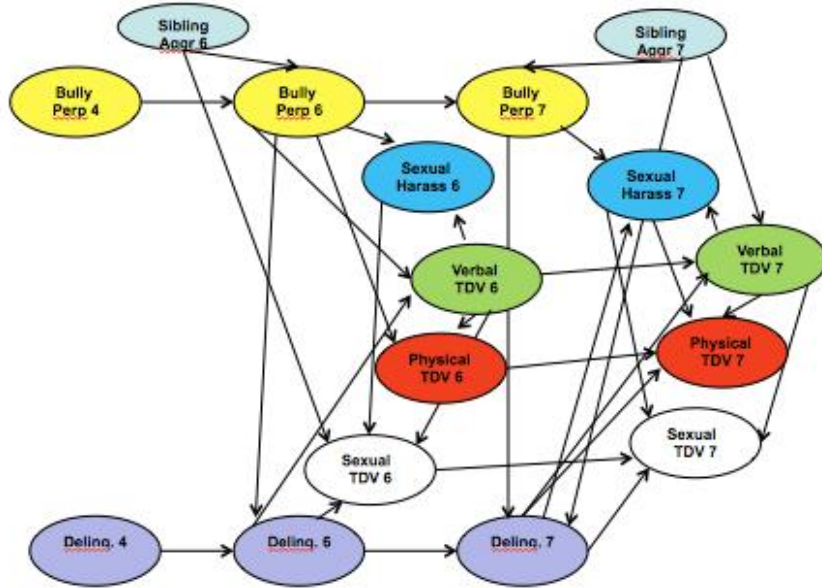 Sibling
Aggr 6
Sibling
Aggr 7
Bully
Perp 4
Bully
Perp 6
Bully
Perp 7
Sexual
Harass 6
Sexual
Harass 7
Verbal
TDV 6
Verbal
TDV 7
Physical
TDV 6
Physical
TDV 7
Sexual
TDV 6
Sexual
TDV 7
Delinq. 4
Delinq. 6
Delinq. 7